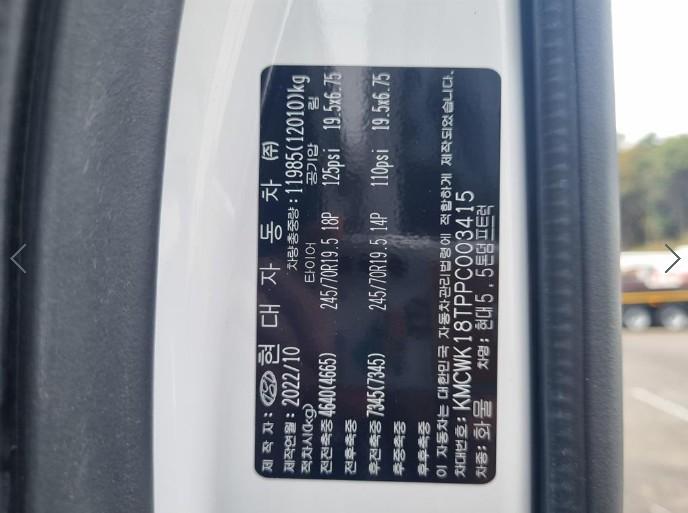 제 작 자 : 현 대 자 동 차 (주)
제작연월 : 2022/10 차량총중량 : 11985(12010)kg
적차시(kg) 타이어 공기압 림
전전축중 4640(4665) 245/70R19.5 18P 125psi 19.5x6.75
전후축중
후전축중 7345(7345) 245/70R19.5 14P 110psi 19.5x6.75
후중축중
후후축중
이 자동차는 대한민국 자동차관리법령에 적합하게 제작되었습니다.
차대번호 : KMCWK18TPPC003415
차종 : 화물 차명 : 현대5.5톤덤프트럭